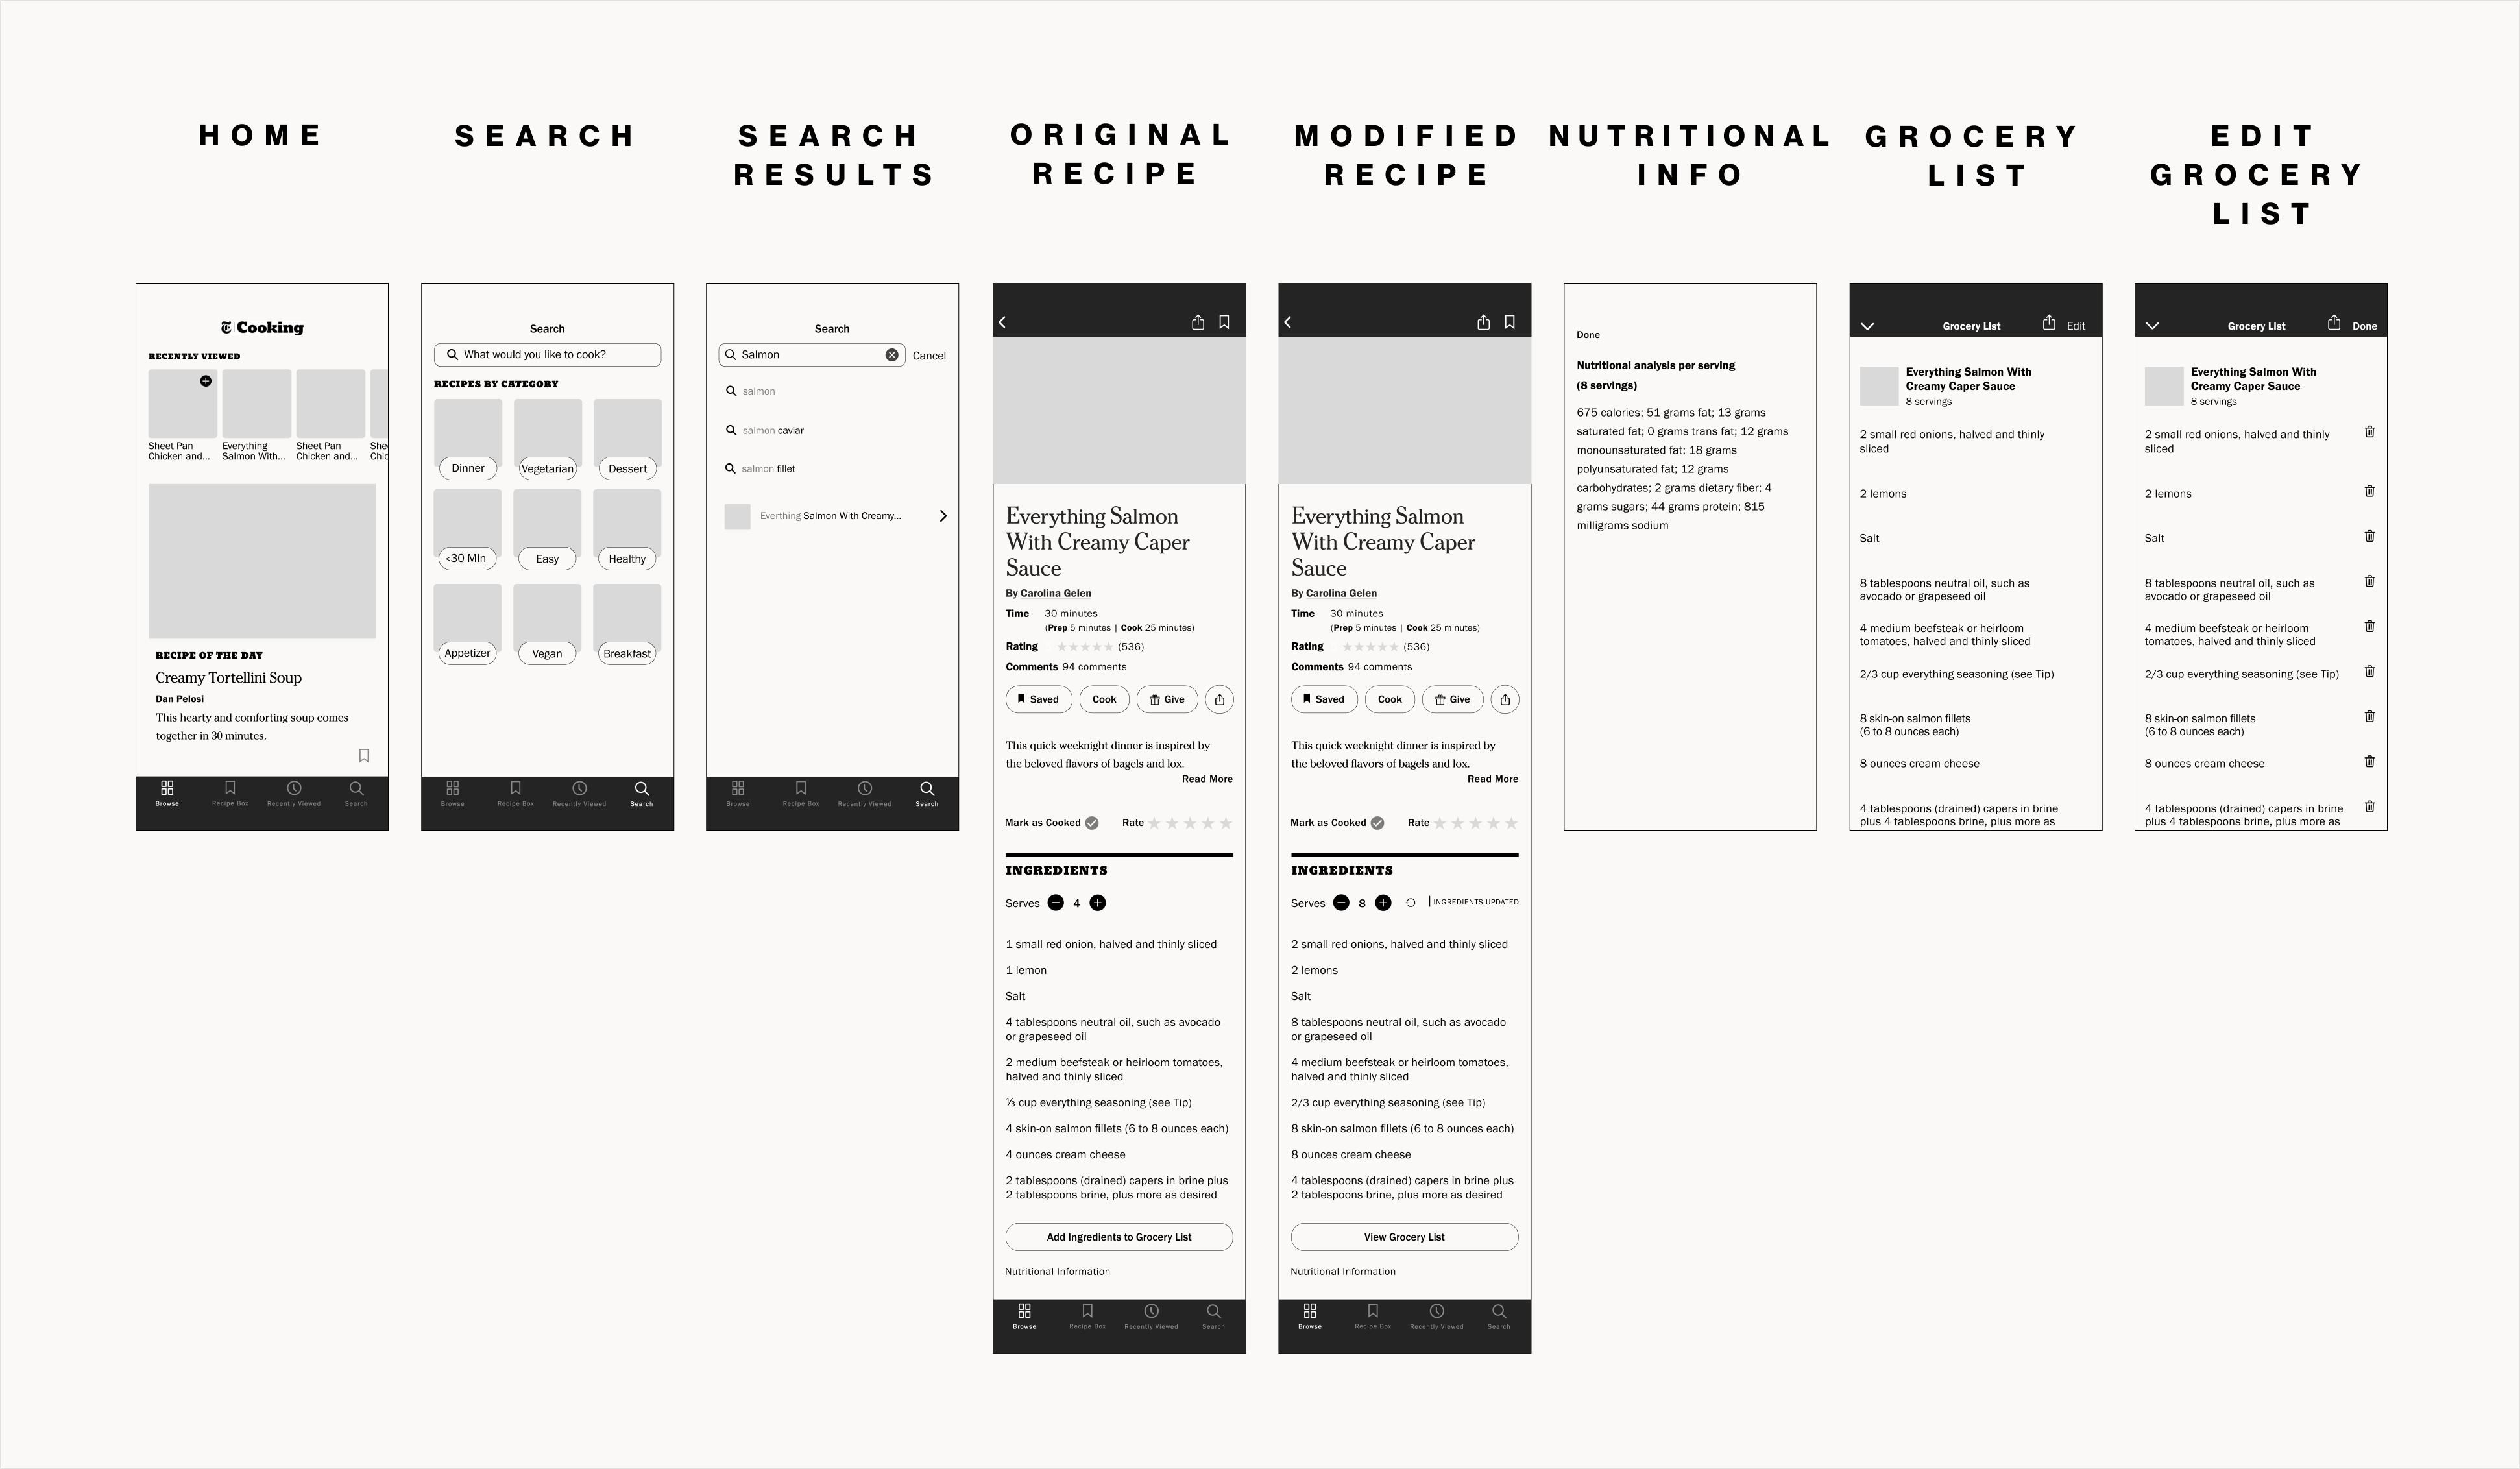 HOME
SEARCH
SEARCH
RESULTS
ORIGINAL
RECIPE
MODIFIED
RECIPE
NUTRITIONAL
INFO
GROCERY
LIST
EDIT
GROCERY
LIST
T Cooking
RECENTLY VIEWED
Sheet Pan
Chicken and...
Everything
Salmon With...
Sheet Pan
Chicken and...
She
Chic
RECIPE OF THE DAY
Creamy Tortellini Soup
Dan Pelosi
This hearty and comforting soup comes
together in 30 minutes.
Browse
Recipe Box
Recently Viewed
Search
Search
What would you like to cook?
RECIPES BY CATEGORY
Dinner
Vegetarian
Dessert
<30 MIn
Easy
Healthy
Appetizer
Vegan
Breakfast
Browse
Recipe Box
Recently Viewed
Search
Search
Salmon
Cancel
salmon
salmon caviar
salmon fillet
Everthing Salmon With Creamy...
Browse
Recipe Box
Recently Viewed
Search
Everything Salmon
With Creamy Caper
Sauce
By Carolina Gelen
Time 30 minutes
(Prep 5 minutes | Cook 25 minutes)
Rating (536)
Comments 94 comments
Saved
Cook
Give
This quick weeknight dinner is inspired by
the beloved flavors of bagels and lox.
Read More
Mark as Cooked
Rate
INGREDIENTS
Serves 4
1 small red onion, halved and thinly sliced
1 lemon
Salt
4 tablespoons neutral oil, such as avocado
or grapeseed oil
2 medium beefsteak or heirloom tomatoes,
halved and thinly sliced
⅓ cup everything seasoning (see Tip)
4 skin-on salmon fillets (6 to 8 ounces each)
4 ounces cream cheese
2 tablespoons (drained) capers in brine plus
2 tablespoons brine, plus more as desired
Add Ingredients to Grocery List
Nutritional Information
Browse
Recipe Box
Recently Viewed
Search
Everything Salmon
With Creamy Caper
Sauce
By Carolina Gelen
Time 30 minutes
(Prep 5 minutes | Cook 25 minutes)
Rating (536)
Comments 94 comments
Saved
Cook
Give
This quick weeknight dinner is inspired by
the beloved flavors of bagels and lox.
Read More
Mark as Cooked
Rate
INGREDIENTS
Serves 8 | INGREDIENTS UPDATED
2 small red onions, halved and thinly sliced
2 lemons
Salt
8 tablespoons neutral oil, such as avocado
or grapeseed oil
4 medium beefsteak or heirloom tomatoes,
halved and thinly sliced
2/3 cup everything seasoning (see Tip)
8 skin-on salmon fillets (6 to 8 ounces each)
8 ounces cream cheese
4 tablespoons (drained) capers in brine plus
2 tablespoons brine, plus more as desired
View Grocery List
Nutritional Information
Browse
Recipe Box
Recently Viewed
Search
Done
Nutritional analysis per serving
(8 servings)
675 calories; 51 grams fat; 13 grams
saturated fat; 0 grams trans fat; 12 grams
monounsaturated fat; 18 grams
polyunsaturated fat; 12 grams
carbohydrates; 2 grams dietary fiber; 4
grams sugars; 44 grams protein; 815
milligrams sodium
Grocery List
Edit
Everything Salmon With
Creamy Caper Sauce
8 servings
2 small red onions, halved and thinly
sliced
2 lemons
Salt
8 tablespoons neutral oil, such as
avocado or grapeseed oil
4 medium beefsteak or heirloom
tomatoes, halved and thinly sliced
2/3 cup everything seasoning (see Tip)
8 skin-on salmon fillets
(6 to 8 ounces each)
8 ounces cream cheese
4 tablespoons (drained) capers in brine
plus 4 tablespoons brine, plus more as
Grocery List
Done
Everything Salmon With
Creamy Caper Sauce
8 servings
2 small red onions, halved and thinly
sliced
2 lemons
Salt
8 tablespoons neutral oil, such as
avocado or grapeseed oil
4 medium beefsteak or heirloom
tomatoes, halved and thinly sliced
2/3 cup everything seasoning (see Tip)
8 skin-on salmon fillets
(6 to 8 ounces each)
8 ounces cream cheese
4 tablespoons (drained) capers in brine
plus 4 tablespoons brine, plus more as